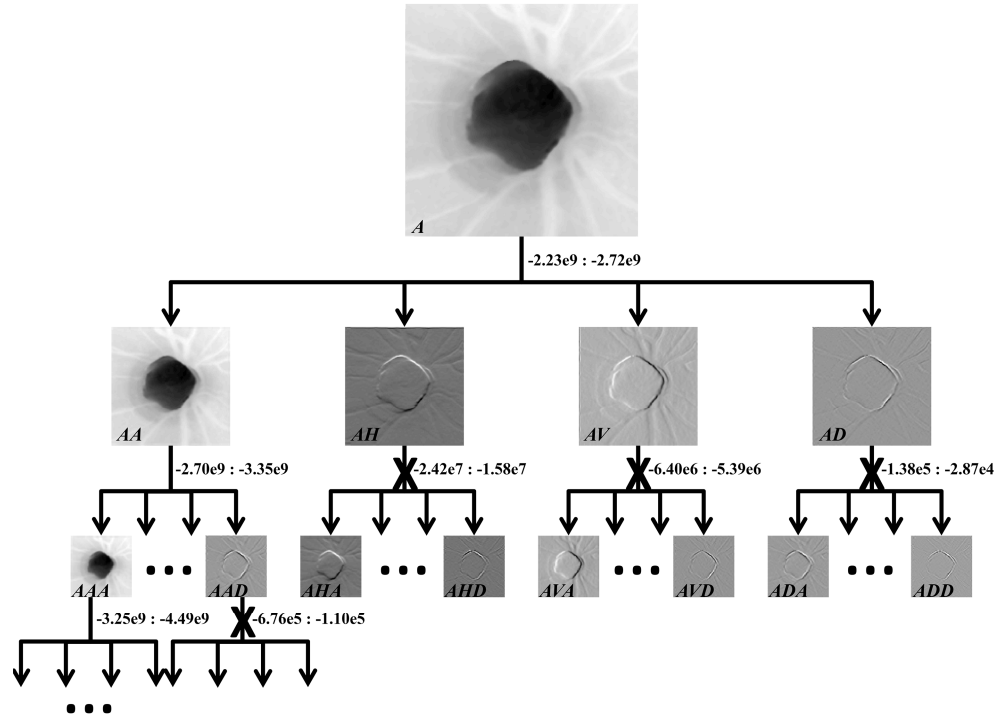 A
-2.23e9 : -2.72e9
AA
AH
AV
AD
-2.70e9 : -3.35e9
-2.42e7 : -1.58e7
-6.40e6 : -5.39e6
-1.38e5 : -2.87e4
AAA
AAD
AHA
AHD
AVA
AVD
ADA
ADD
-3.25e9 : -4.49e9
-6.76e5 : -1.10e5